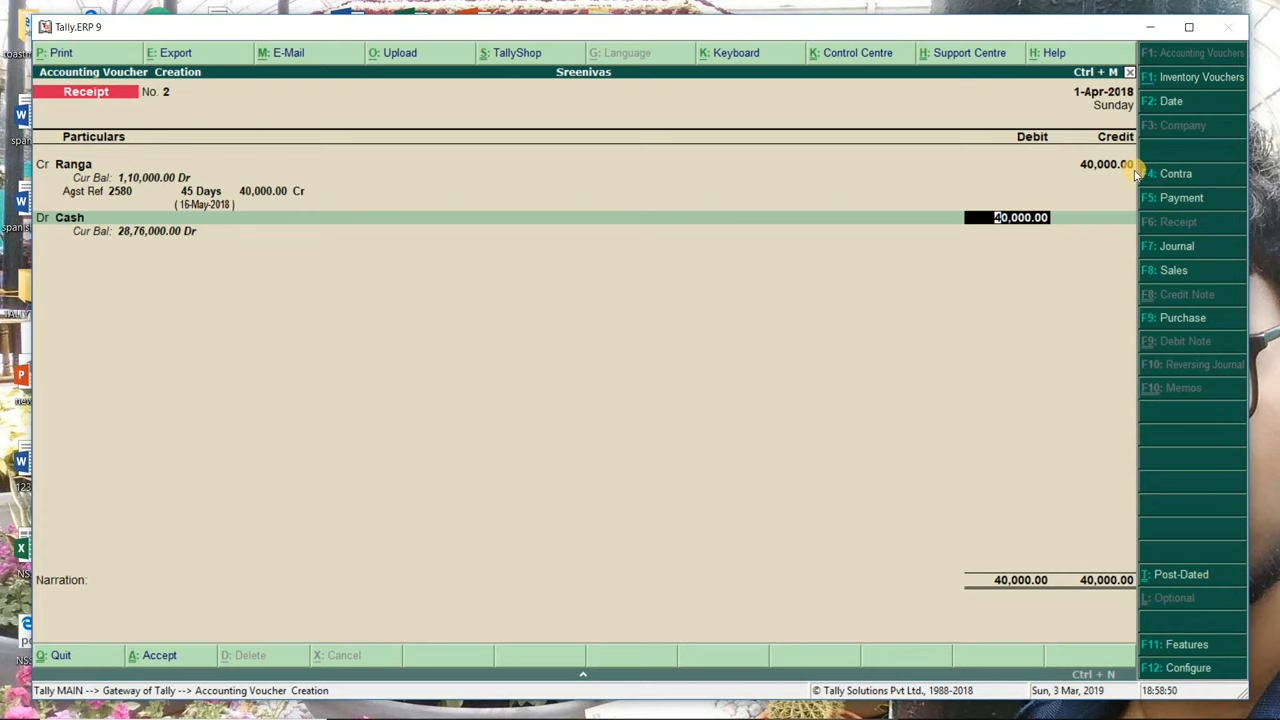 Tally.ERP 9
P: Print E: Export M: E-Mail O: Upload S: TallyShop G: Language K: Keyboard K: Control Centre H: Support Centre H: Help
Accounting Voucher Creation Sreenivas Ctrl + M
Receipt No. 2 1-Apr-2018
Sunday
Particulars Debit Credit
Cr Ranga 40,000.00
Cur Bal: 1,10,000.00 Dr
Agst Ref 2580 45 Days 40,000.00 Cr
( 16-May-2018 )
Dr Cash 40,000.00
Cur Bal: 28,76,000.00 Dr
Narration: 40,000.00 40,000.00
Q: Quit A: Accept D: Delete X: Cancel
Ctrl + N
Tally MAIN --> Gateway of Tally --> Accounting Voucher Creation © Tally Solutions Pvt Ltd., 1988-2018 Sun, 3 Mar, 2019 18:58:50
F1: Accounting Vouchers
F1: Inventory Vouchers
F2: Date
F3: Company
F4: Contra
F5: Payment
F6: Receipt
F7: Journal
F8: Sales
F8: Credit Note
F9: Purchase
F9: Debit Note
F10: Reversing Journal
F10: Memos
T: Post-Dated
L: Optional
F11: Features
F12: Configure